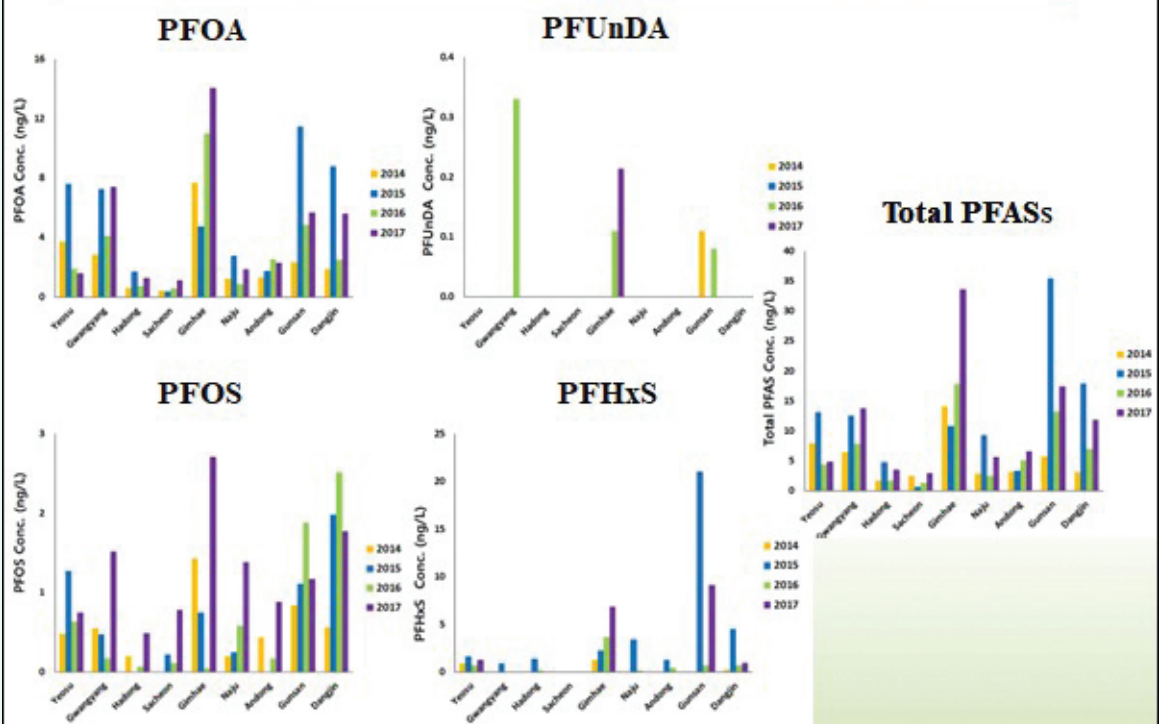 PFOA
PFOA Conc. (ng/L)
16
12
8
4
0
Yeosu
Gwangyang
Hadong
Sacheon
Gimhae
Naju
Andong
Gunsan
Dangjin
2014
2015
2016
2017
PFUnDA
PFUnDA Conc. (ng/L)
0.4
0.3
0.2
0.1
0.0
Yeosu
Gwangyang
Hadong
Sacheon
Gimhae
Naju
Andong
Gunsan
Dangjin
2014
2015
2016
2017
Total PFASs
Total PFAS Conc. (ng/L)
40
35
30
25
20
15
10
5
0
Yeosu
Gwangyang
Hadong
Sacheon
Gimhae
Naju
Andong
Gunsan
Dangjin
2014
2015
2016
2017
PFOS
PFOS Conc. (ng/L)
3
2
1
0
Yeosu
Gwangyang
Hadong
Sacheon
Gimhae
Naju
Andong
Gunsan
Dangjin
2014
2015
2016
2017
PFHxS
PFHxS Conc. (ng/L)
25
20
15
10
5
0
Yeosu
Gwangyang
Hadong
Sacheon
Gimhae
Naju
Andong
Gunsan
Dangjin
2014
2015
2016
2017